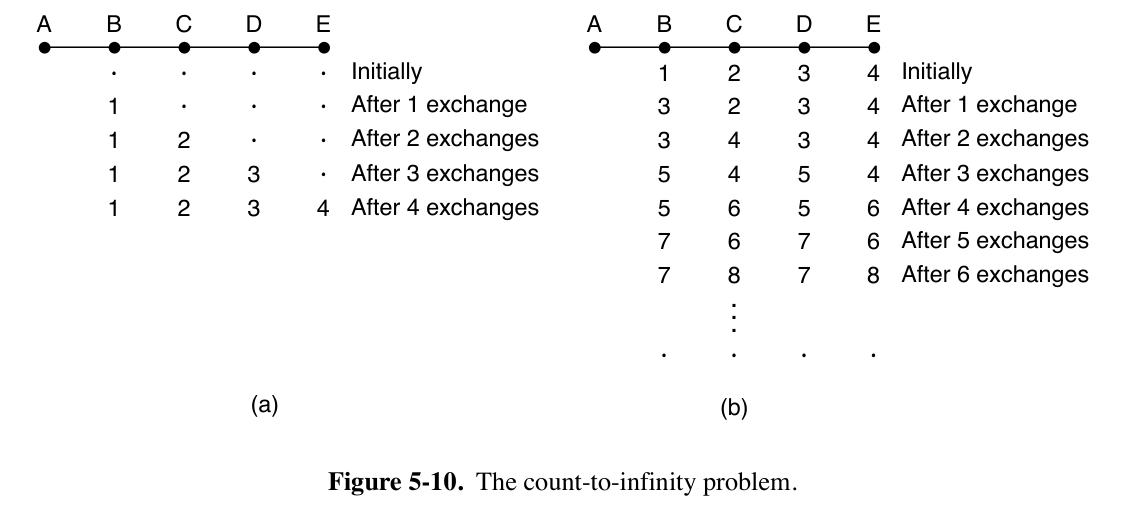 A B C D E
· · · · Initially
1 · · · After 1 exchange
1 2 · · After 2 exchanges
1 2 3 · After 3 exchanges
1 2 3 4 After 4 exchanges
(a)
A B C D E
1 2 3 4 Initially
3 2 3 4 After 1 exchange
3 4 3 4 After 2 exchanges
5 4 5 4 After 3 exchanges
5 6 5 6 After 4 exchanges
7 6 7 6 After 5 exchanges
7 8 7 8 After 6 exchanges
⋮
· · · ·
(b)
Figure 5-10. The count-to-infinity problem.